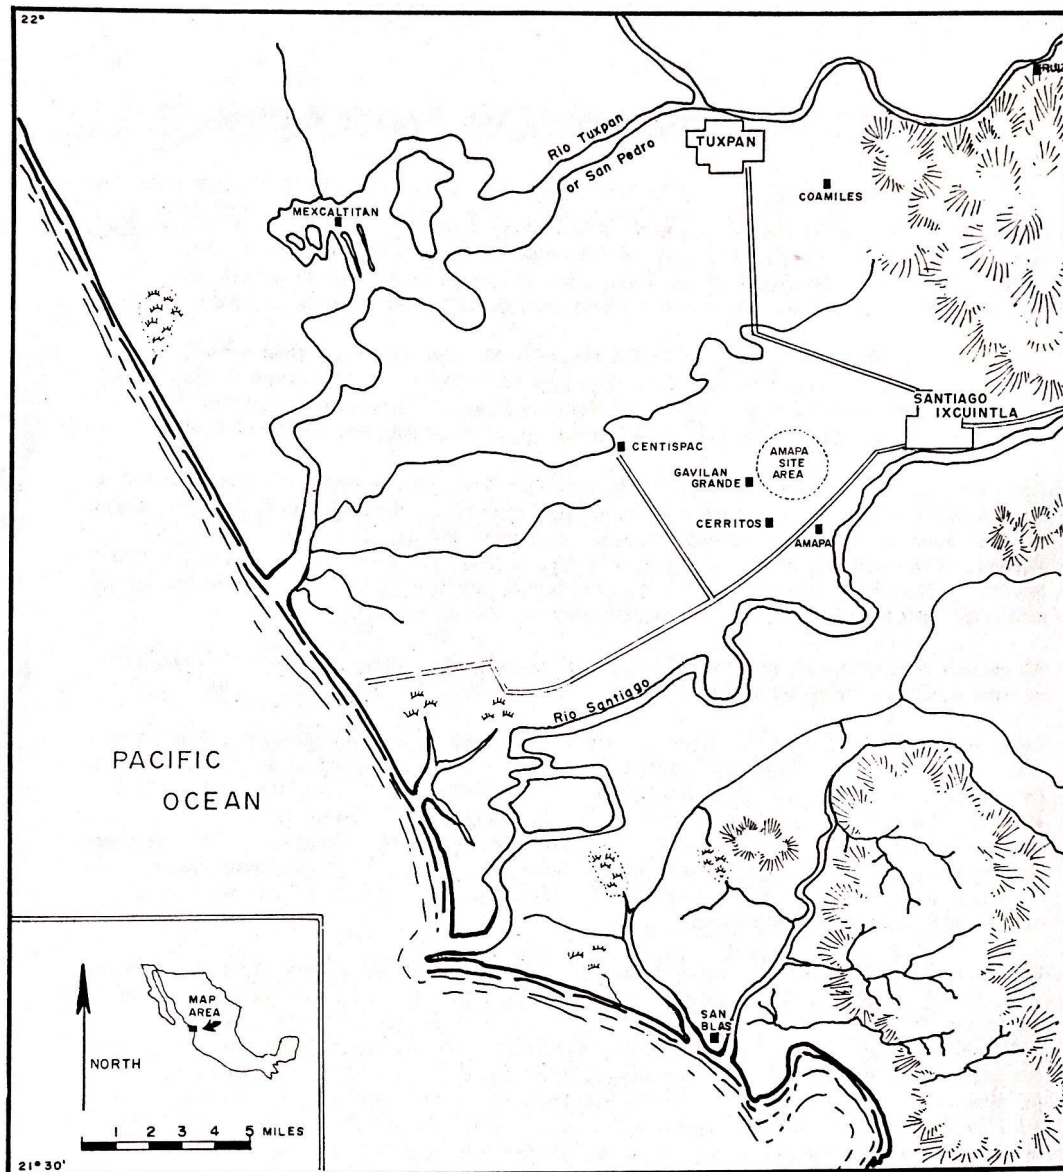 22°
RUIZ
Rio Tuxpan
or San Pedro
TUXPAN
COAMILES
MEXCALTITAN
SANTIAGO
IXCUINTLA
CENTISPAC
AMAPA
SITE
AREA
GAVILAN
GRANDE
CERRITOS
AMAPA
Rio Santiago
PACIFIC
OCEAN
SAN
BLAS
MAP
AREA
NORTH
1 2 3 4 5 MILES
21°30'